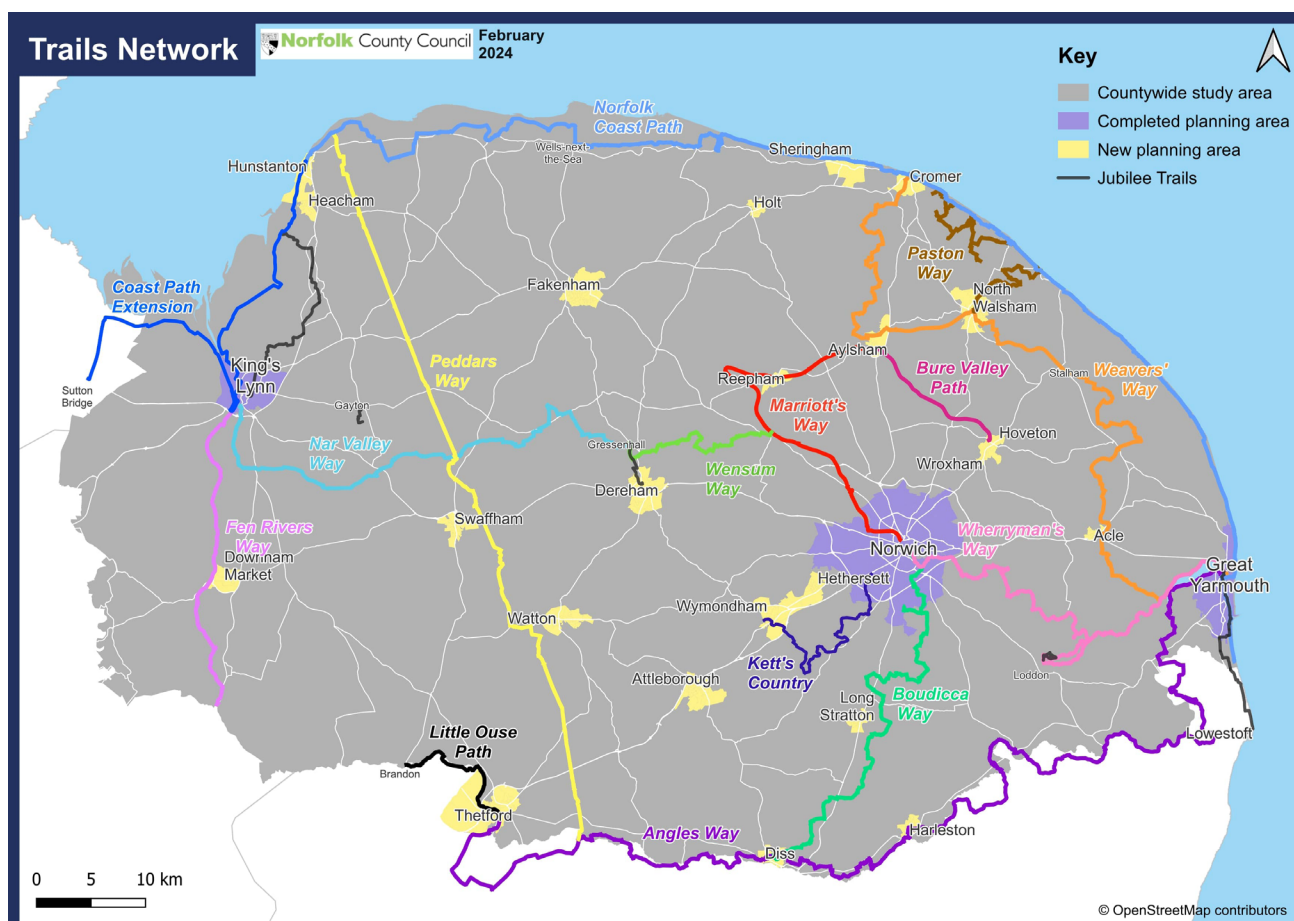 Trails Network
Norfolk County Council
February
2024
Key
Countywide study area
Completed planning area
New planning area
Jubilee Trails
Norfolk
Coast Path
Hunstanton
Wells-next-
the-Sea
Sheringham
Cromer
Heacham
Holt
Paston
Way
Coast Path
Extension
Fakenham
North
Walsham
King's
Lynn
Peddars
Way
Aylsham
Bure Valley
Path
Stalham
Weavers'
Way
Sutton
Bridge
Reepham
Gayton
Marriott's
Way
Hoveton
Nar Valley
Way
Gressenhall
Wroxham
Wensum
Way
Dereham
Swaffham
Fen Rivers
Way
Norwich
Wherryman's
Way
Acle
Downham
Market
Hethersett
Great
Yarmouth
Wymondham
Watton
Kett's
Country
Loddon
Attleborough
Long
Stratton
Boudicca
Way
Little Ouse
Path
Lowestoft
Brandon
Thetford
Angles Way
Harleston
Diss
0 5 10 km
© OpenStreetMap contributors